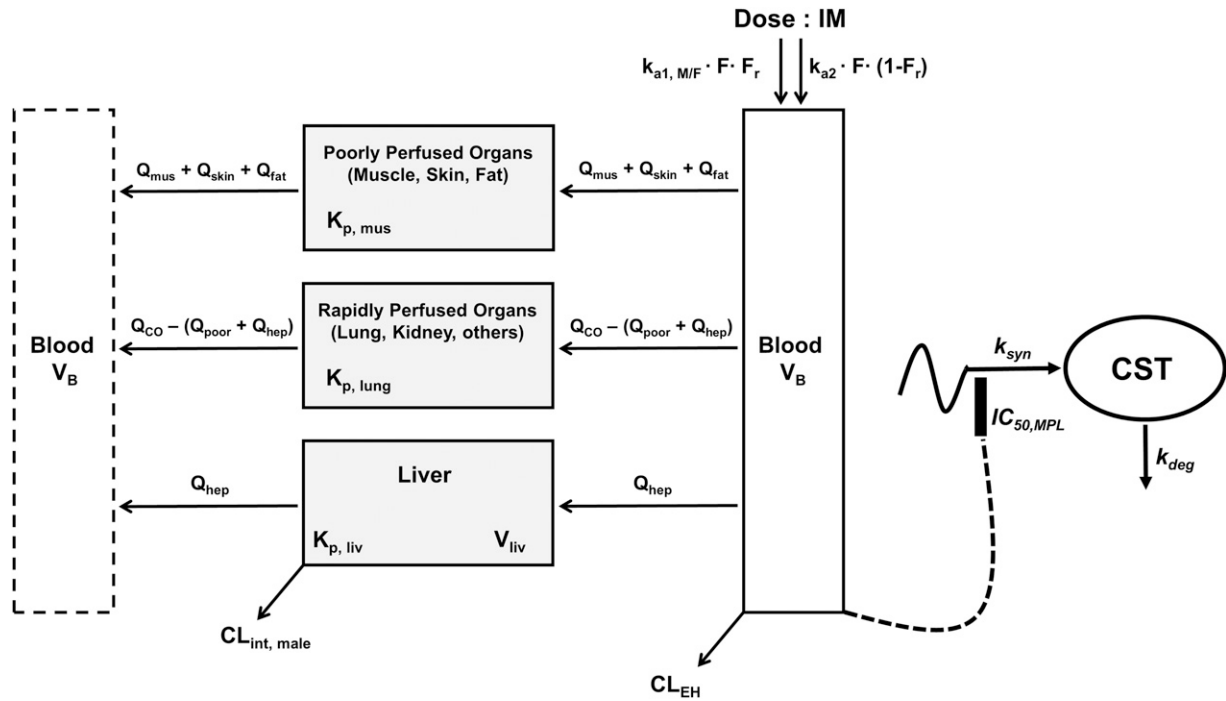 Dose : IM
k_a1, M/F · F · F_r
k_a2 · F · (1-F_r)
Poorly Perfused Organs
(Muscle, Skin, Fat)
K_p, mus
Q_mus + Q_skin + Q_fat
Q_mus + Q_skin + Q_fat
Rapidly Perfused Organs
(Lung, Kidney, others)
K_p, lung
Q_CO – (Q_poor + Q_hep)
Q_CO – (Q_poor + Q_hep)
Blood
V_B
Blood
V_B
k_syn
CST
IC_50,MPL
k_deg
Liver
Q_hep
Q_hep
K_p, liv
V_liv
CL_int, male
CL_EH